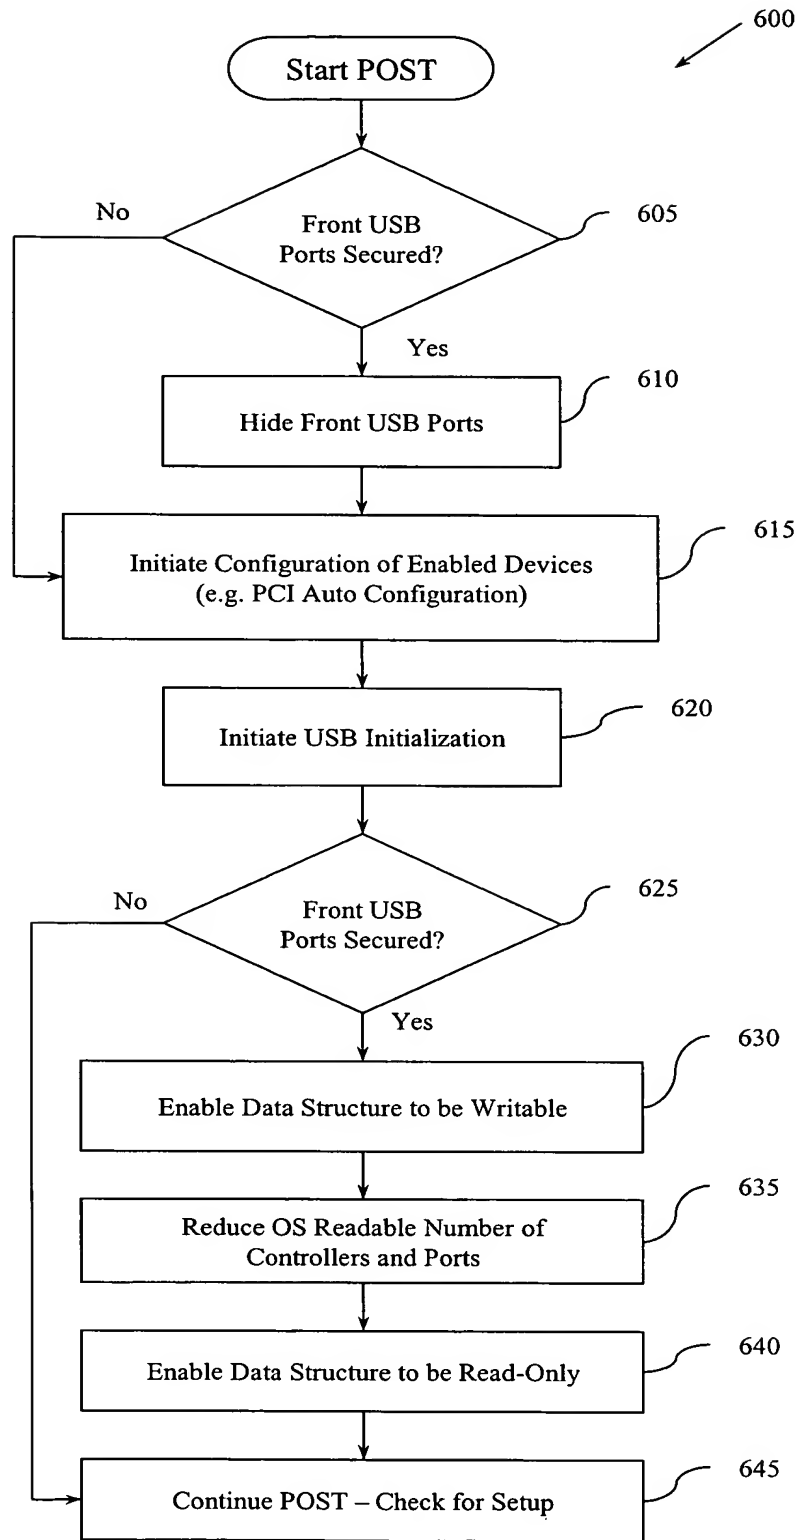 600
Start POST
No
Front USB
Ports Secured?
605
Yes
610
Hide Front USB Ports
615
Initiate Configuration of Enabled Devices
(e.g. PCI Auto Configuration)
620
Initiate USB Initialization
No
Front USB
Ports Secured?
625
Yes
630
Enable Data Structure to be Writable
635
Reduce OS Readable Number of
Controllers and Ports
640
Enable Data Structure to be Read-Only
645
Continue POST – Check for Setup